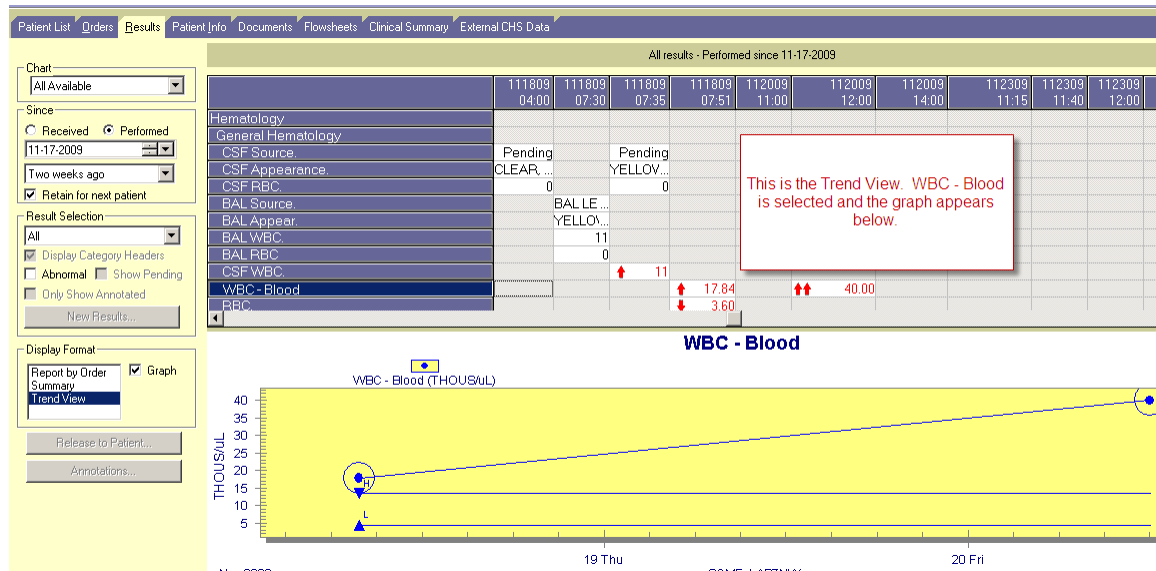 Patient List Orders Results Patient Info Documents Flowsheets Clinical Summary External CHS Data
All results - Performed since 11-17-2009
Chart
All Available
Since
Received Performed
11-17-2009
Two weeks ago
Retain for next patient
Result Selection
All
Display Category Headers
Abnormal Show Pending
Only Show Annotated
New Results...
Display Format
Report by Order
Summary
Trend View
Graph
Release to Patient...
Annotations...
111809 111809 111809 111809 112009 112009 112009 112309 112309 112309
04:00 07:30 07:35 07:51 11:00 12:00 14:00 11:15 11:40 12:00
Hematology
General Hematology
CSF Source. Pending Pending
CSF Appearance. CLEAR, ... YELLOV...
CSF RBC. 0 0
BAL Source. BAL LE ...
BAL Appear. YELLO\...
BAL WBC. 11
BAL RBC 0
CSF WBC. 11
WBC - Blood 17.84 40.00
RBC 3.60
This is the Trend View. WBC - Blood
is selected and the graph appears
below.
WBC - Blood
WBC - Blood (THOUS/uL)
THOUS/uL
40
35
30
25
20
15
10
5
H
L
19 Thu 20 Fri